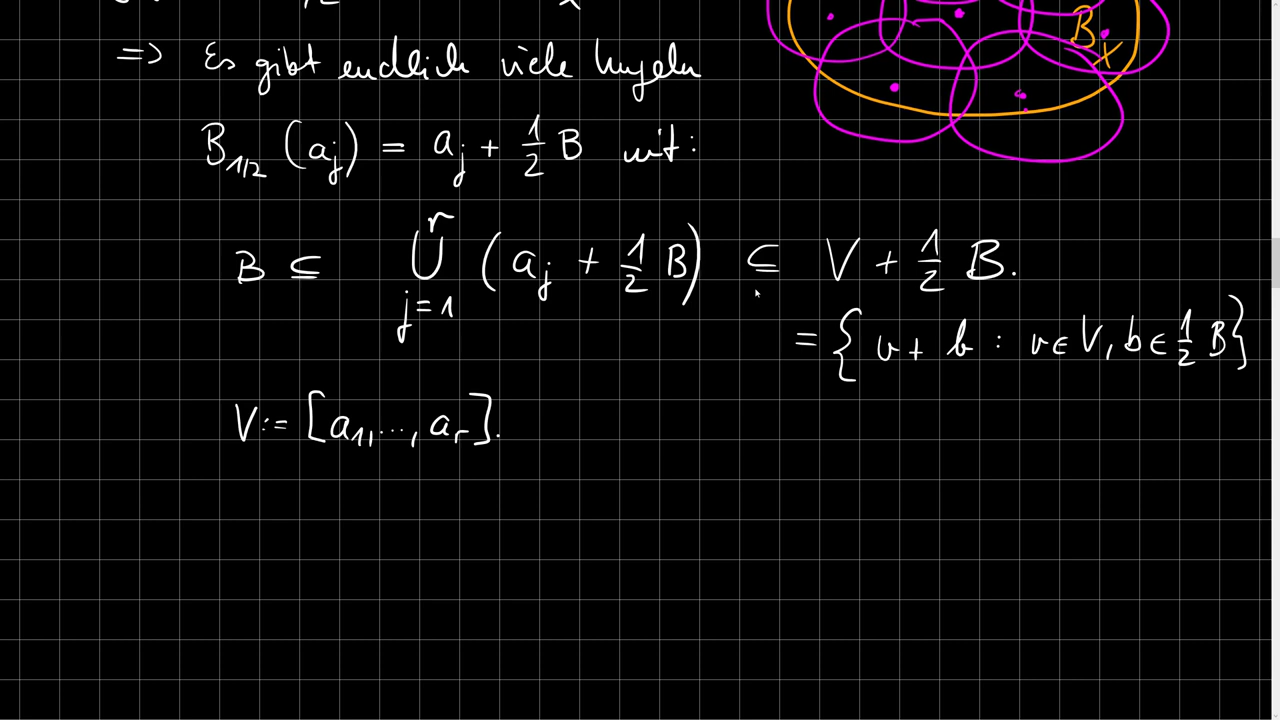 B_X
=> Es gibt endlich viele Kugeln
B_{1/2} (a_j) = a_j + 1/2 B mit:
B ⊆ ⋃_{j=1}^{r} (a_j + 1/2 B) ⊆ V + 1/2 B.
= { v + b : v ∈ V, b ∈ 1/2 B }
V := [a_1, ..., a_r].